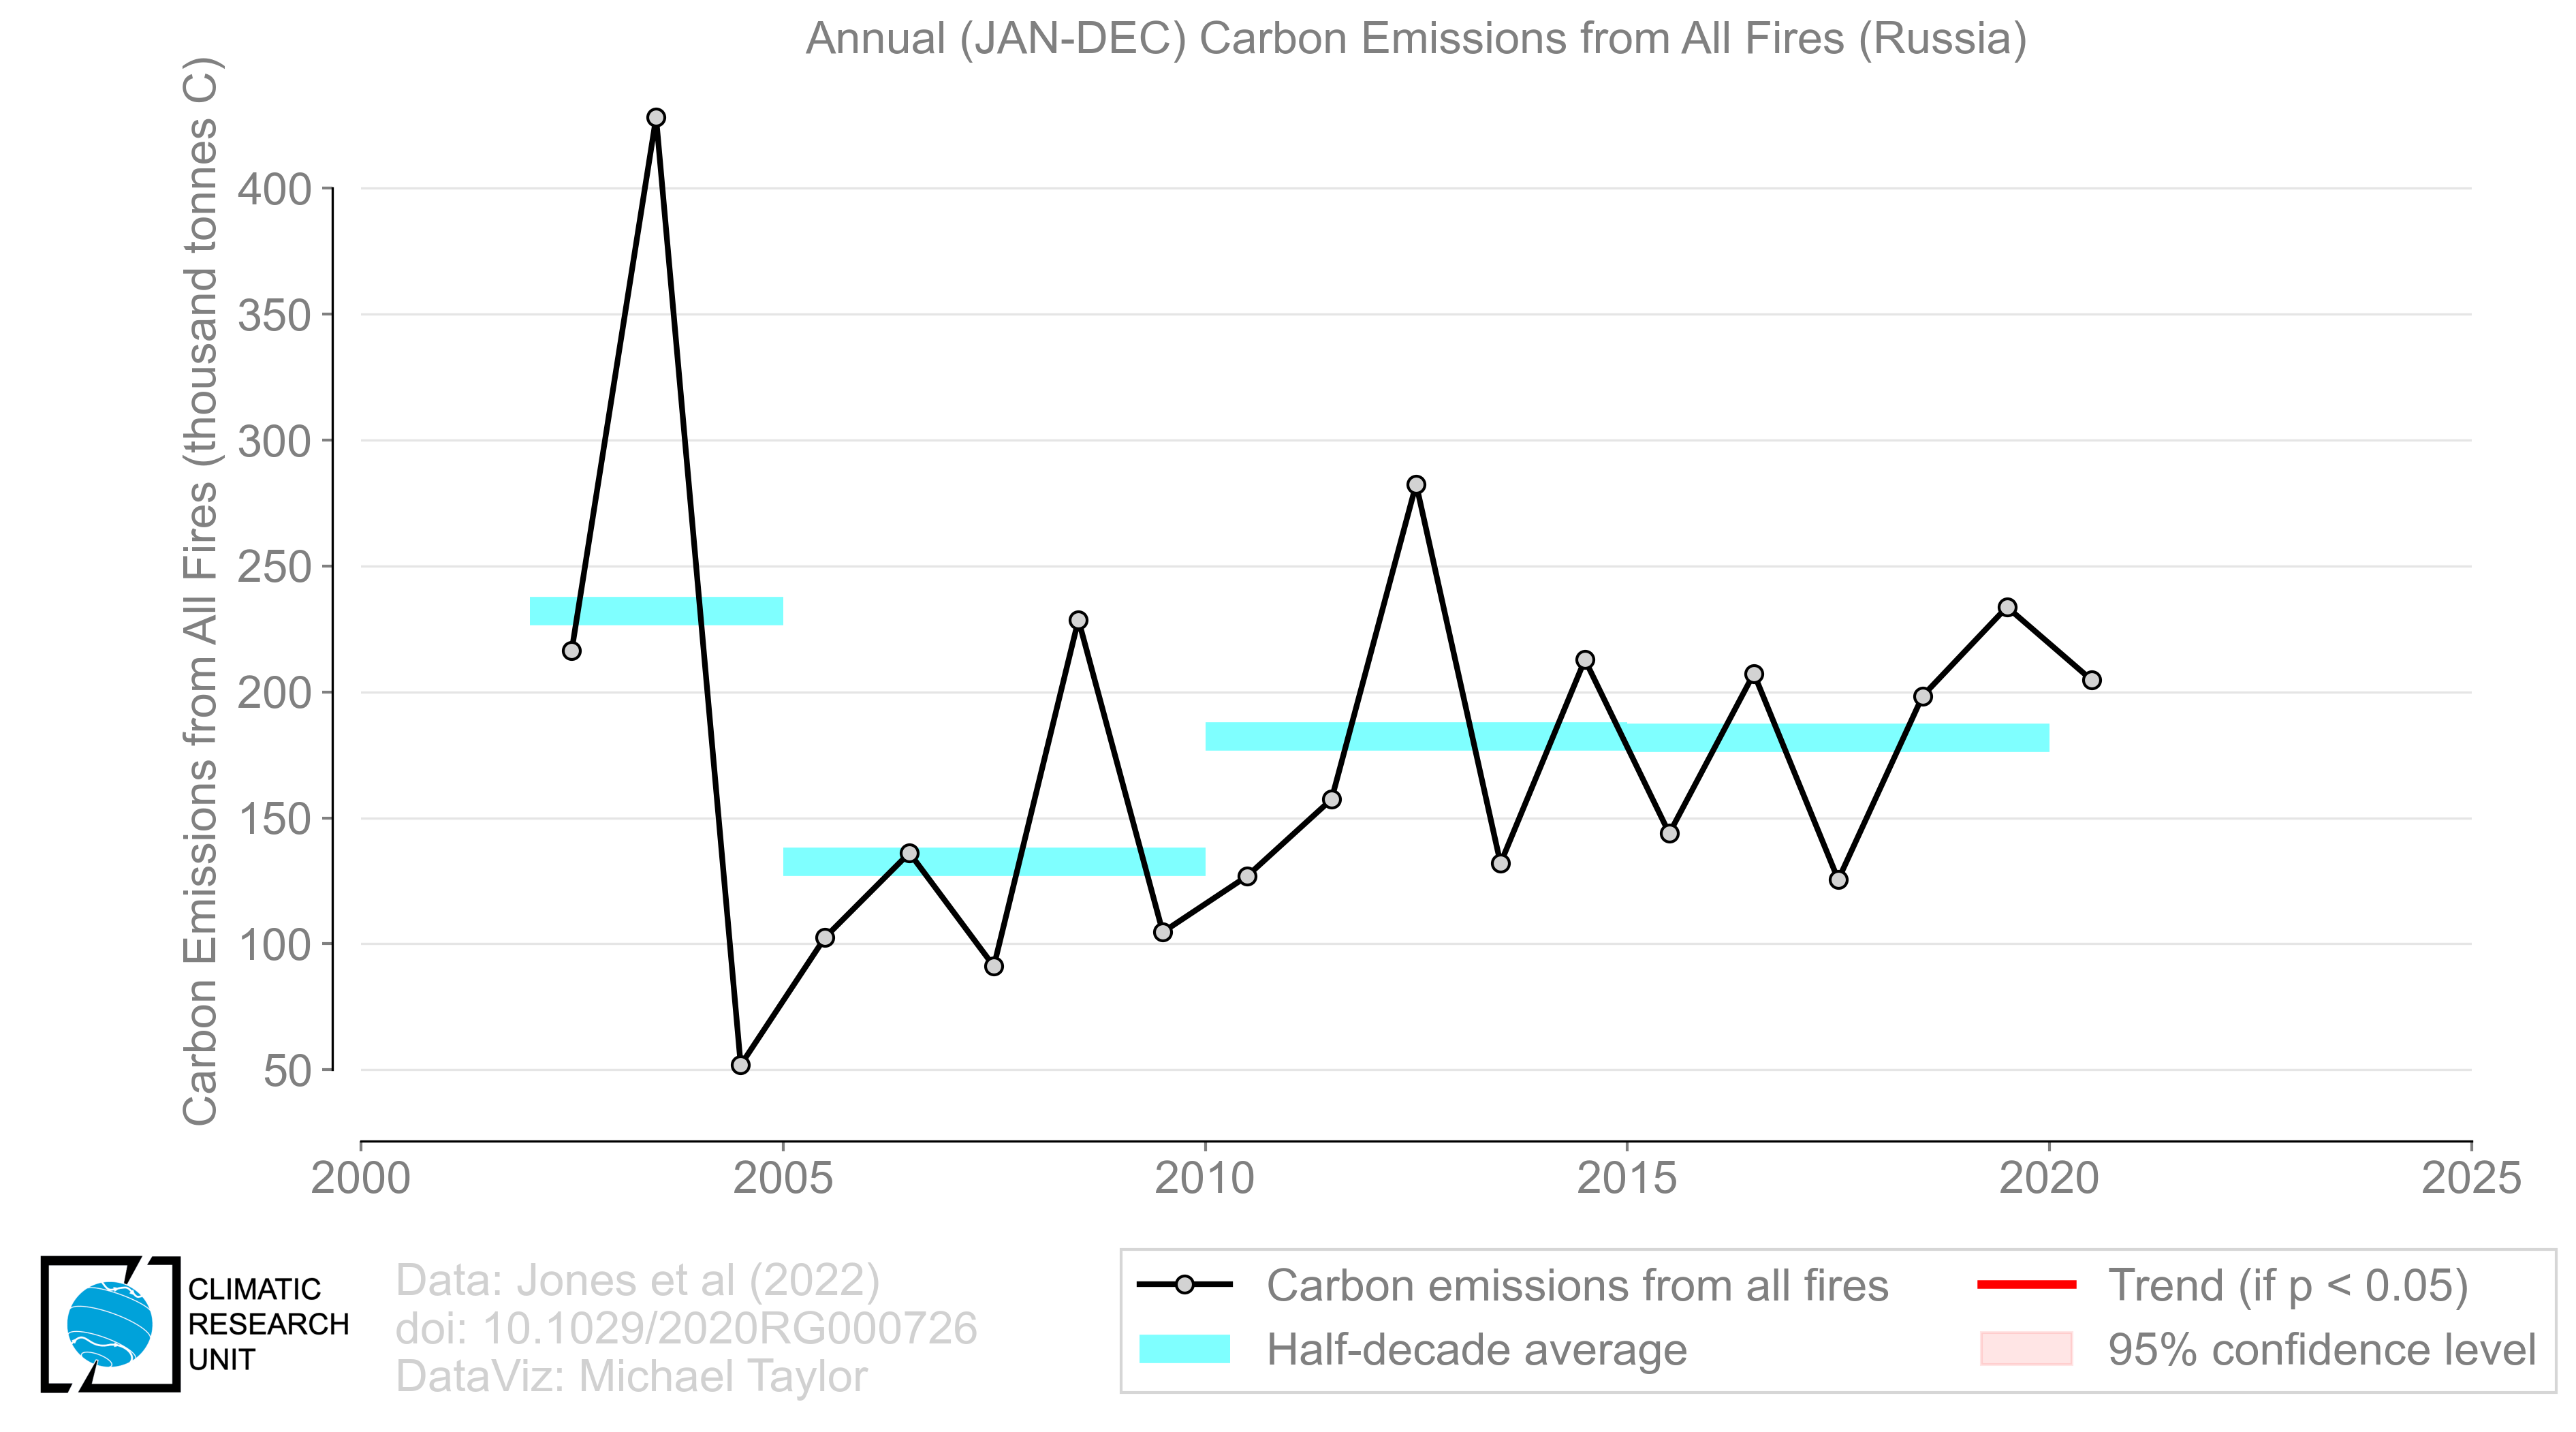 Annual (JAN-DEC) Carbon Emissions from All Fires (Russia)
Carbon Emissions from All Fires (thousand tonnes C)
400
350
300
250
200
150
100
50
2000 2005 2010 2015 2020 2025
CLIMATIC
RESEARCH
UNIT
Data: Jones et al (2022)
doi: 10.1029/2020RG000726
DataViz: Michael Taylor
Carbon emissions from all fires
Half-decade average
Trend (if p < 0.05)
95% confidence level